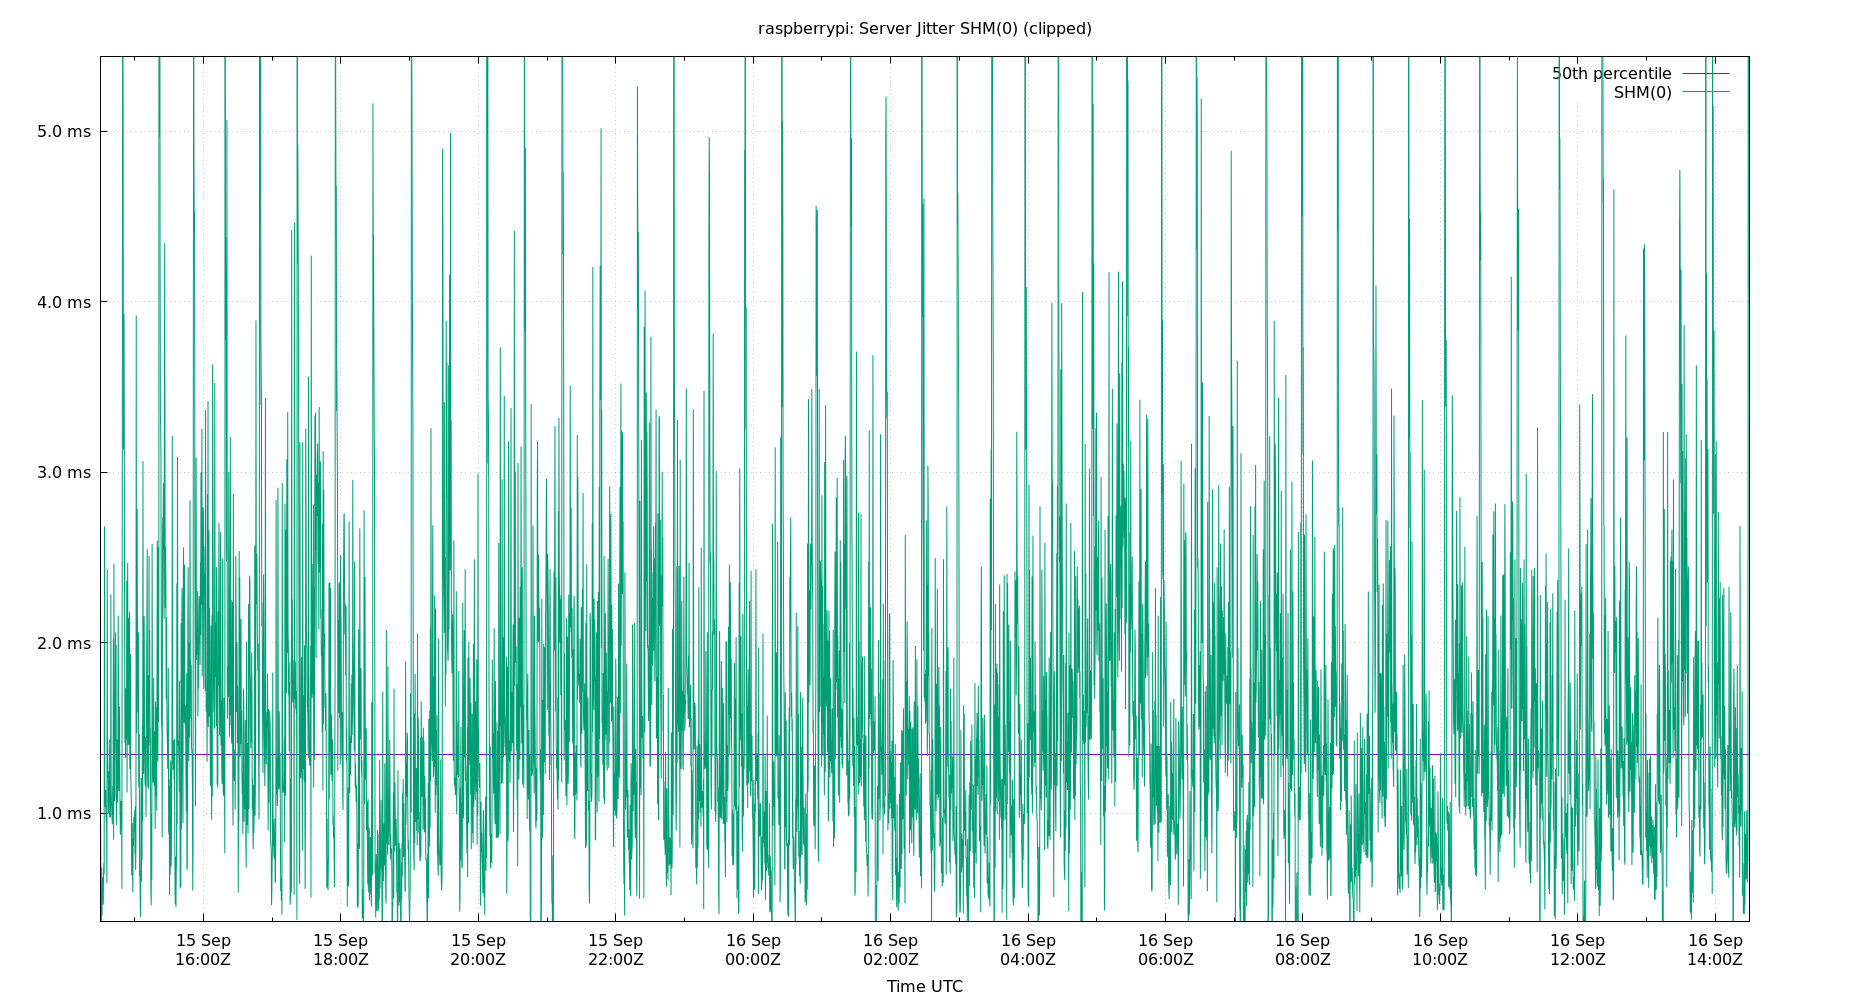 raspberrypi: Server Jitter SHM(0) (clipped)
50th percentile
SHM(0)
5.0 ms
4.0 ms
3.0 ms
2.0 ms
1.0 ms
15 Sep 15 Sep 15 Sep 15 Sep 16 Sep 16 Sep 16 Sep 16 Sep 16 Sep 16 Sep 16 Sep 16 Sep
16:00Z 18:00Z 20:00Z 22:00Z 00:00Z 02:00Z 04:00Z 06:00Z 08:00Z 10:00Z 12:00Z 14:00Z
Time UTC